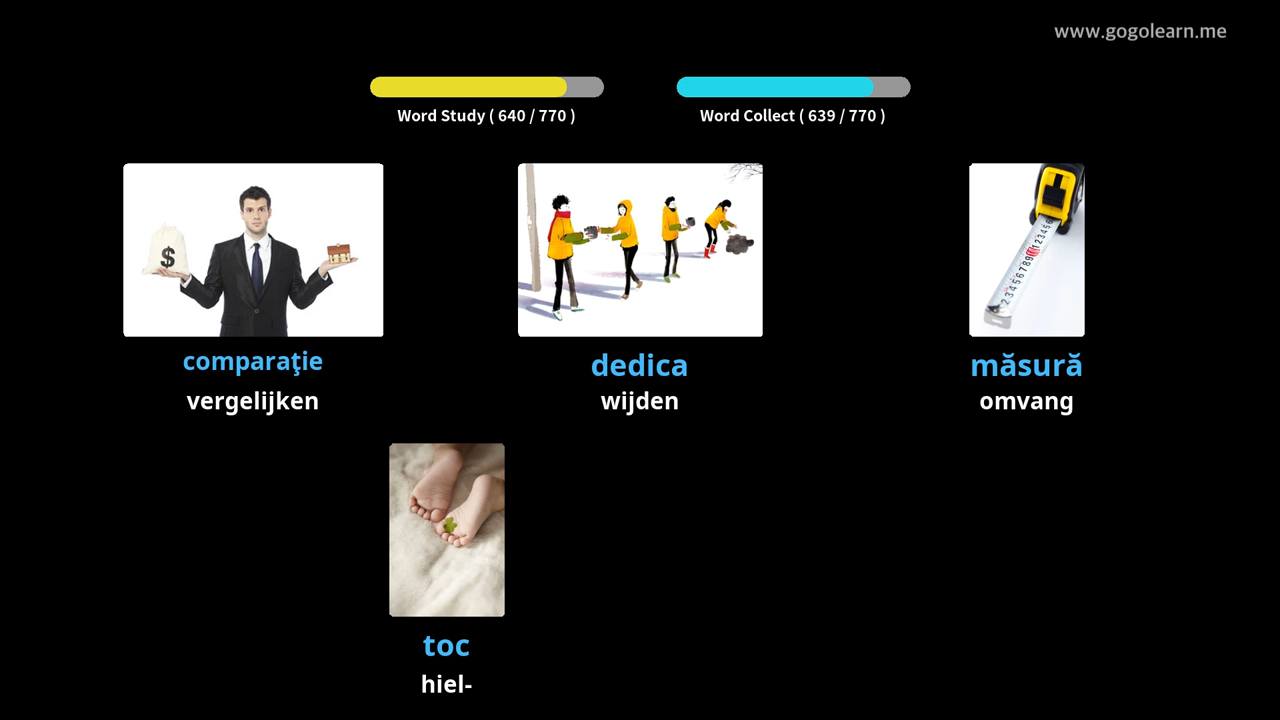 www.gogolearn.me
Word Study ( 640 / 770 )
Word Collect ( 639 / 770 )
comparaţie
dedica
măsură
vergelijken
wijden
omvang
toc
hiel-